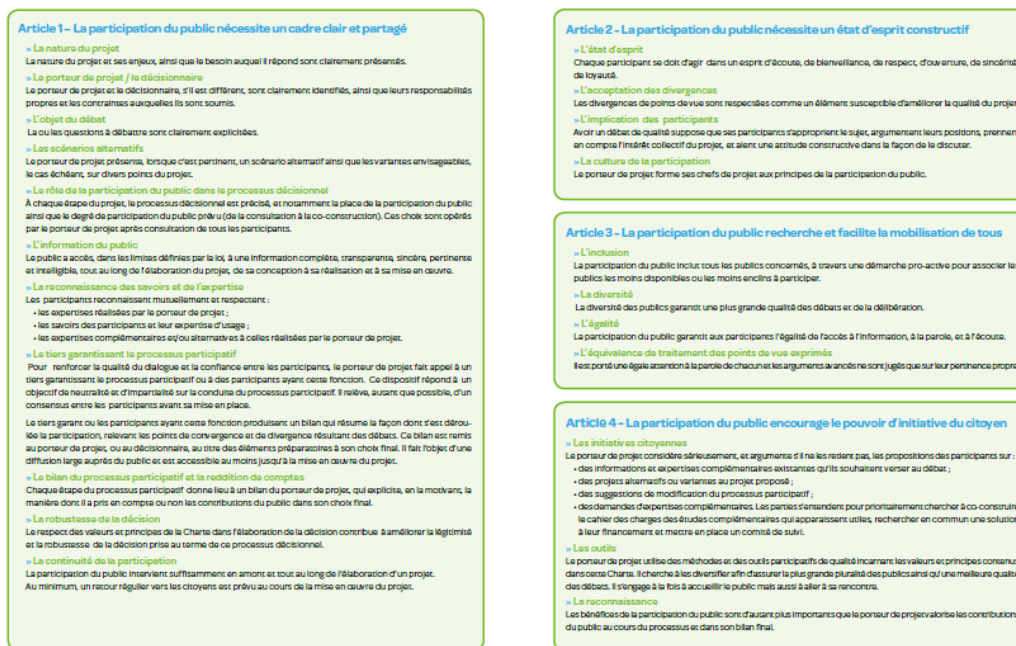 Article 1 – La participation du public nécessite un cadre clair et partagé
» La nature du projet
La nature du projet et ses enjeux, ainsi que le besoin auquel il répond sont clairement présentés.
» Le porteur de projet / le décisionnaire
Le porteur de projet et le décisionnaire, s'il est différent, sont clairement identifiés, ainsi que leurs responsabilités
propres et les contraintes auxquelles ils sont soumis.
» L'objet du débat
La ou les questions à débattre sont clairement explicitées.
» Les scénarios alternatifs
Le porteur de projet présente, lorsque c'est pertinent, un scénario alternatif ainsi que les variantes envisageables,
le cas échéant, sur divers points du projet.
» Le rôle de la participation du public dans le processus décisionnel
À chaque étape du projet, le processus décisionnel est précisé, et notamment la place de la participation du public
ainsi que le degré de participation du public prévu (de la consultation à la co-construction). Ces choix sont opérés
par le porteur de projet après consultation de tous les participants.
» L'information du public
Le public a accès, dans les limites définies par la loi, à une information complète, transparente, sincère, pertinente
et intelligible, tout au long de l'élaboration du projet, de sa conception à sa réalisation et à sa mise en œuvre.
» La reconnaissance des savoirs et de l'expertise
Les participants reconnaissent mutuellement et respectent :
• les expertises réalisées par le porteur de projet ;
• les savoirs des participants et leur expertise d'usage ;
• les expertises complémentaires et/ou alternatives à celles réalisées par le porteur de projet.
» Le tiers garantissant le processus participatif
Pour renforcer la qualité du dialogue et la confiance entre les participants, le porteur de projet fait appel à un
tiers garantissant le processus participatif ou à des participants ayant cette fonction. Ce dispositif répond à un
objectif de neutralité et d'impartialité sur la conduite du processus participatif. Il relève, autant que possible, d'un
consensus entre les participants avant sa mise en place.
Le tiers garant ou les participants ayant cette fonction produisent un bilan qui résume la façon dont s'est dérou-
lée la participation, relevant les points de convergence et de divergence résultant des débats. Ce bilan est remis
au porteur de projet, ou au décisionnaire, au titre des éléments préparatoires à son choix final. Il fait l'objet d'une
diffusion large auprès du public et est accessible au moins jusqu'à la mise en œuvre du projet.
» Le bilan du processus participatif et la reddition de comptes
Chaque étape du processus participatif donne lieu à un bilan du porteur de projet, qui explicite, en la motivant, la
manière dont il a pris en compte ou non les contributions du public dans son choix final.
» La robustesse de la décision
Le respect des valeurs et principes de la Charte dans l'élaboration de la décision contribue à améliorer la légitimité
et la robustesse de la décision prise au terme de ce processus décisionnel.
» La continuité de la participation
La participation du public intervient suffisamment en amont et tout au long de l'élaboration d'un projet.
Au minimum, un retour régulier vers les citoyens est prévu au cours de la mise en œuvre du projet.
Article 2 - La participation du public nécessite un état d'esprit constructif
» L'état d'esprit
Chaque participant se doit d'agir dans un esprit d'écoute, de bienveillance, de respect, d'ouverture, de sincérité
de loyauté.
» L'acceptation des divergences
Les divergences de points de vue sont respectées comme un élément susceptible d'améliorer la qualité du projet
» L'implication des participants
Avoir un débat de qualité suppose que ses participants s'approprient le sujet, argumentent leurs positions, prennen
en compte l'intérêt collectif du projet, et aient une attitude constructive dans la façon de le discuter.
» La culture de la participation
Le porteur de projet forme ses chefs de projet aux principes de la participation du public.
Article 3 - La participation du public recherche et facilite la mobilisation de tous
» L'inclusion
La participation du public inclut tous les publics concernés, à travers une démarche pro-active pour associer les
publics les moins disponibles ou les moins enclins à participer.
» La diversité
La diversité des publics garantit une plus grande qualité des débats et de la délibération.
» L'égalité
La participation du public garantit aux participants l'égalité de l'accès à l'information, à la parole, et à l'écoute.
» L'équivalence de traitement des points de vue exprimés
Il est porté une égale attention à la parole de chacun et les arguments avancés ne sont jugés que sur leur pertinence propre
Article 4 - La participation du public encourage le pouvoir d'initiative du citoyen
» Les initiatives citoyennes
Le porteur de projet considère sérieusement, et argumente s'il ne les retient pas, les propositions des participants sur :
• des informations et expertises complémentaires existantes qu'ils souhaitent verser au débat ;
• des projets alternatifs ou variantes au projet proposé ;
• des suggestions de modification du processus participatif ;
• des demandes d'expertises complémentaires. Les parties s'entendent pour prioritairement chercher à co-construire
le cahier des charges des études complémentaires qui apparaissent utiles, rechercher en commun une solution
à leur financement et mettre en place un comité de suivi.
» Les outils
Le porteur de projet utilise des méthodes et des outils participatifs de qualité incarnant les valeurs et principes contenus
dans cette Charte. Il cherche à les diversifier afin d'assurer la plus grande pluralité des publics ainsi qu'une meilleure qualité
des débats. Il s'engage à la fois à accueillir le public mais aussi à aller à sa rencontre.
» La reconnaissance
Les bénéfices de la participation du public sont d'autant plus importants que le porteur de projet valorise les contributions
du public au cours du processus et dans son bilan final.